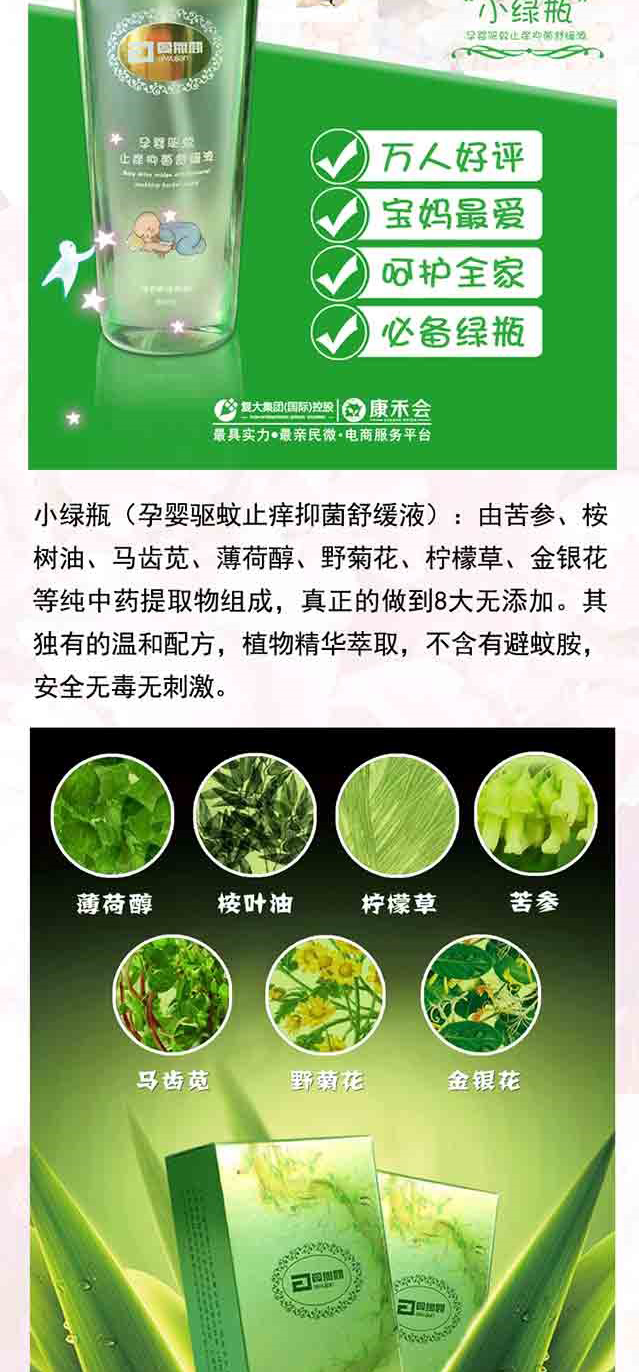 “小绿瓶”
孕婴驱蚊止痒抑菌舒缓液
孕婴驱蚊
止痒抑菌舒缓液
万人好评
宝妈最爱
呵护全家
必备绿瓶
复大集团(国际)控股 康禾会
最具实力●最亲民微·电商服务平台
小绿瓶（孕婴驱蚊止痒抑菌舒缓液）：由苦参、桉
树油、马齿苋、薄荷醇、野菊花、柠檬草、金银花
等纯中药提取物组成，真正的做到8大无添加。其
独有的温和配方，植物精华萃取，不含有避蚊胺，
安全无毒无刺激。
薄荷醇 桉叶油 柠檬草 苦参
马齿苋 野菊花 金银花